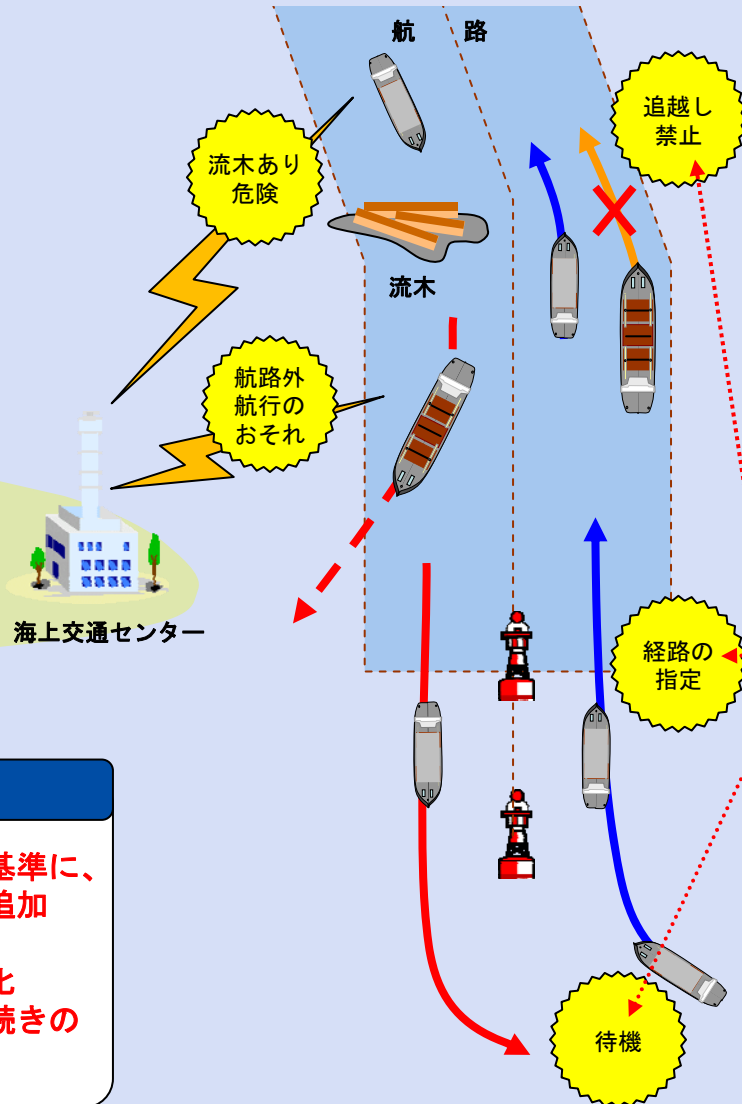 航 路
追越し
禁止
流木あり
危険
流木
航路外
航行の
おそれ
海上交通センター
経路の
指定
基準に、
追加
化
続きの
待機